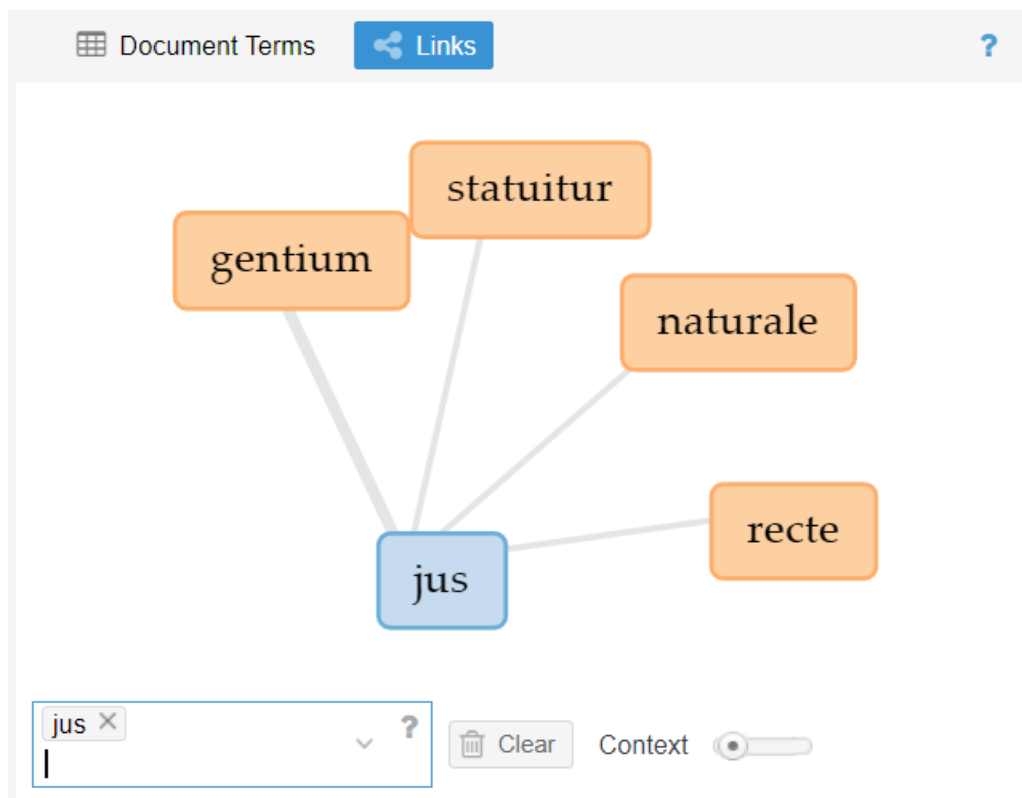 Document Terms Links ?
statuitur
gentium
naturale
recte
jus
jus ?
Clear Context